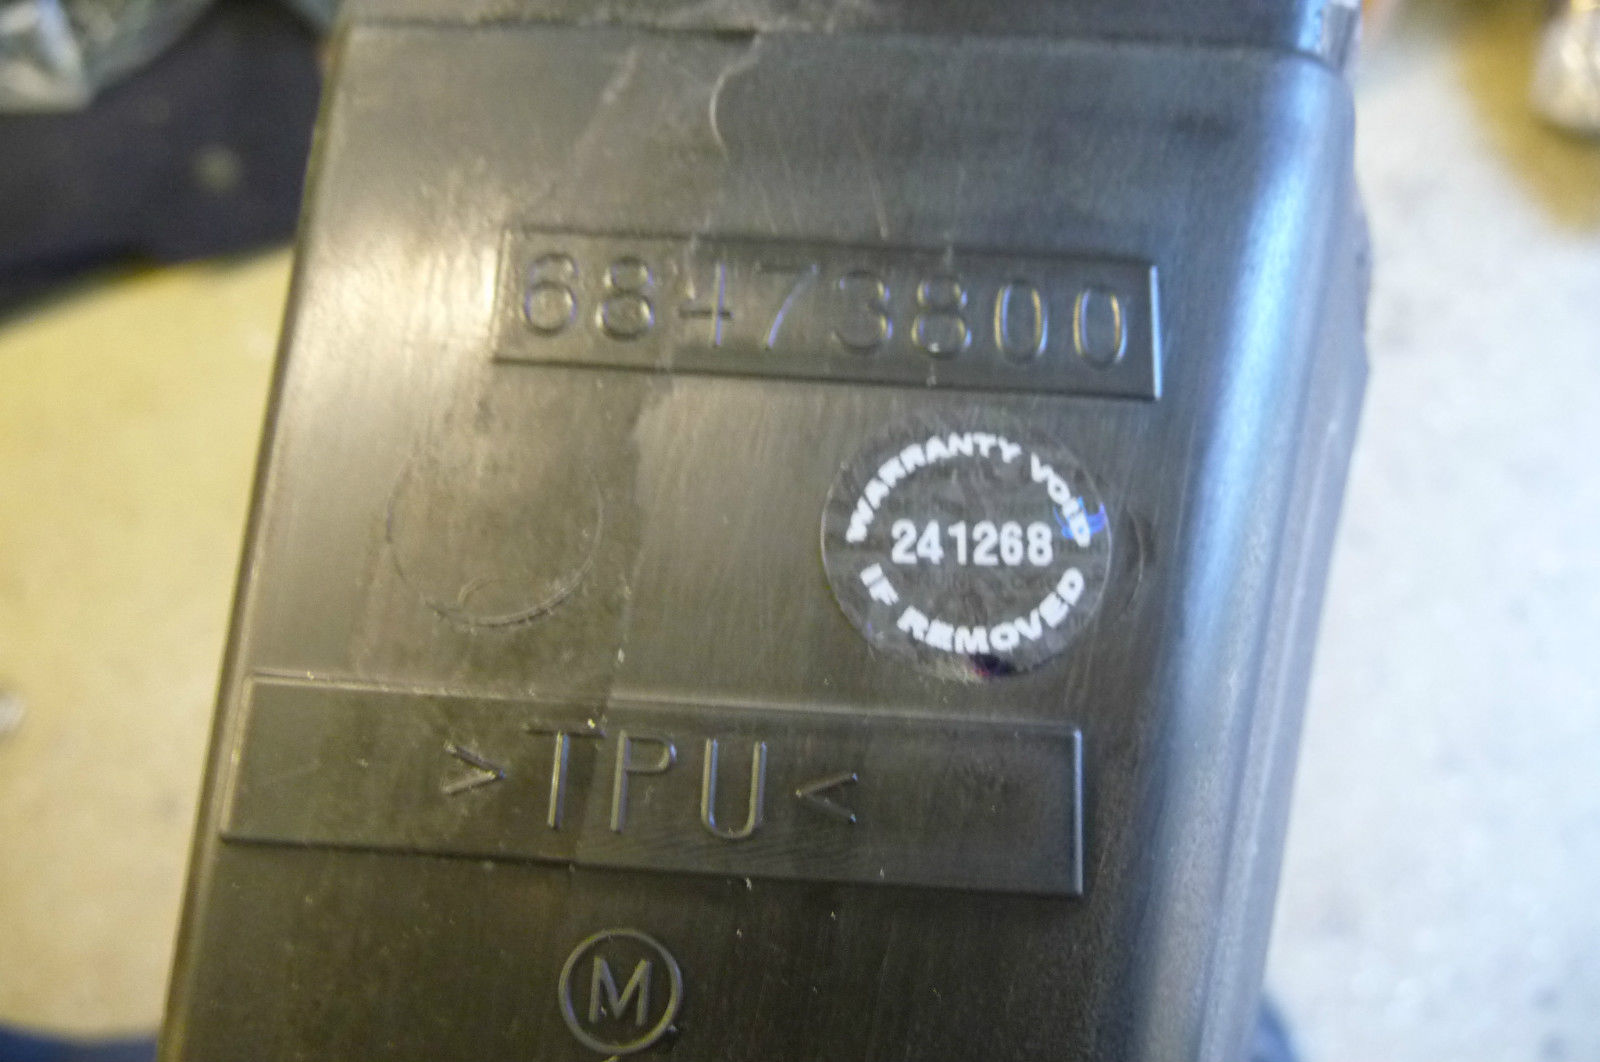 68473800
WARRANTY VOID
241268
IF REMOVED
>TPU<
M